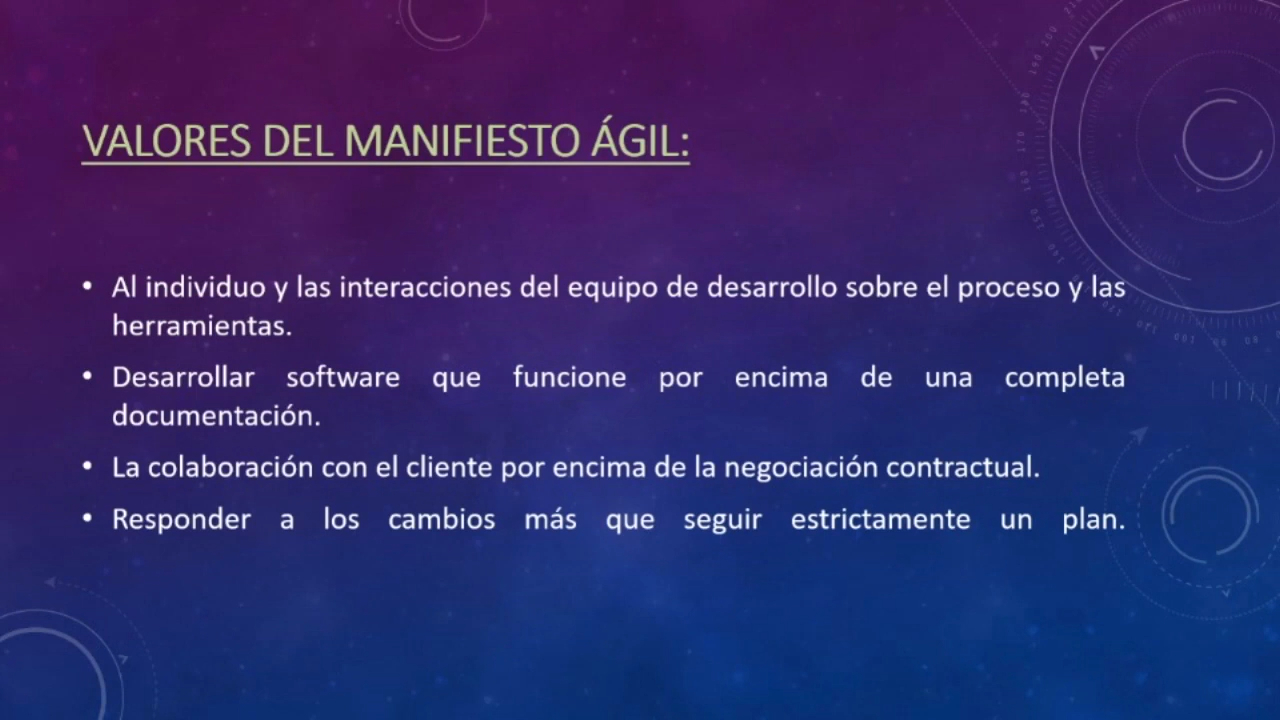 VALORES DEL MANIFIESTO ÁGIL:
• Al individuo y las interacciones del equipo de desarrollo sobre el proceso y las
herramientas.
• Desarrollar software que funcione por encima de una completa
documentación.
• La colaboración con el cliente por encima de la negociación contractual.
• Responder a los cambios más que seguir estrictamente un plan.